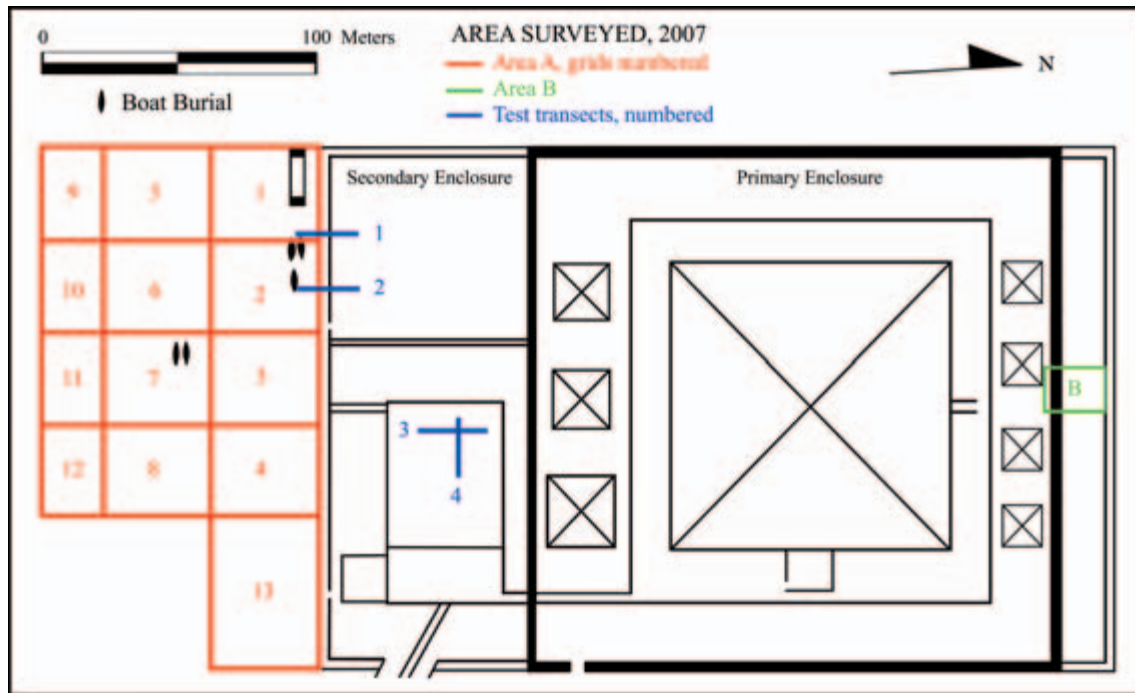 0 100 Meters
AREA SURVEYED, 2007
Area A, grids numbered
Area B
Test transects, numbered
Boat Burial
N
Secondary Enclosure
Primary Enclosure
9 5 1
1
10 6 2
2
11 7 3
B
3
12 8 4
4
13